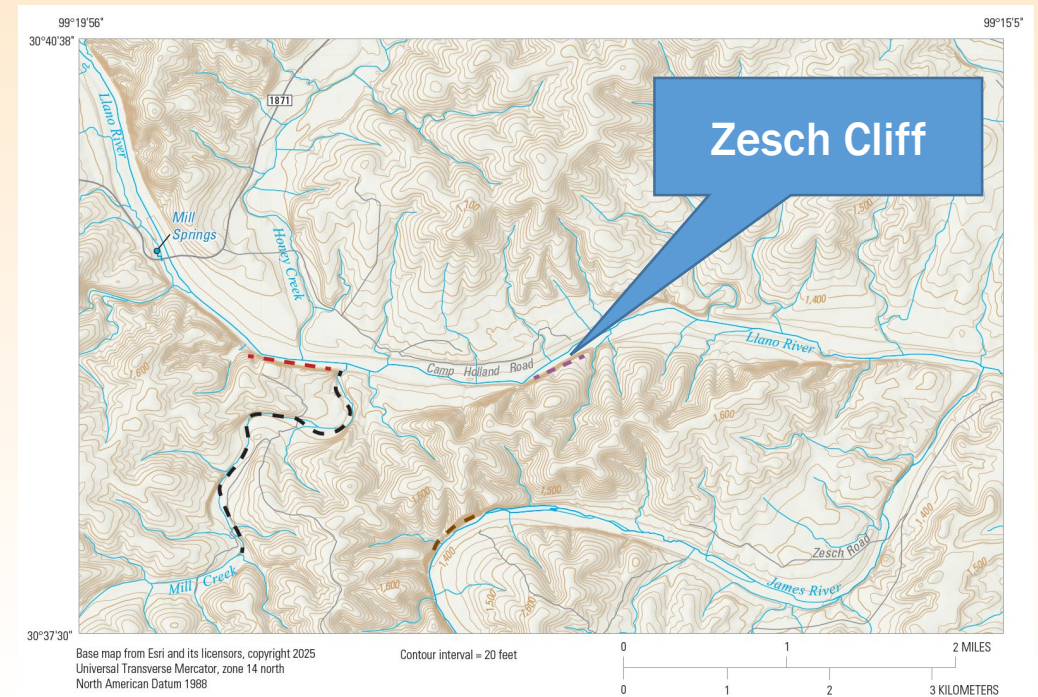 99°19'56"
99°15'5"
30°40'38"
1871
Llano River
Zesch Cliff
Mill
Springs
Honey Creek
1,700
1,500
1,400
Llano River
Camp Holland Road
1,600
1,600
1,600
1,500
1,400
1,400
Zesch Road
Mill Creek
1,600
James River
1,500
30°37'30"
Base map from Esri and its licensors, copyright 2025
Universal Transverse Mercator, zone 14 north
North American Datum 1988
Contour interval = 20 feet
0 1 2 MILES
0 1 2 3 KILOMETERS